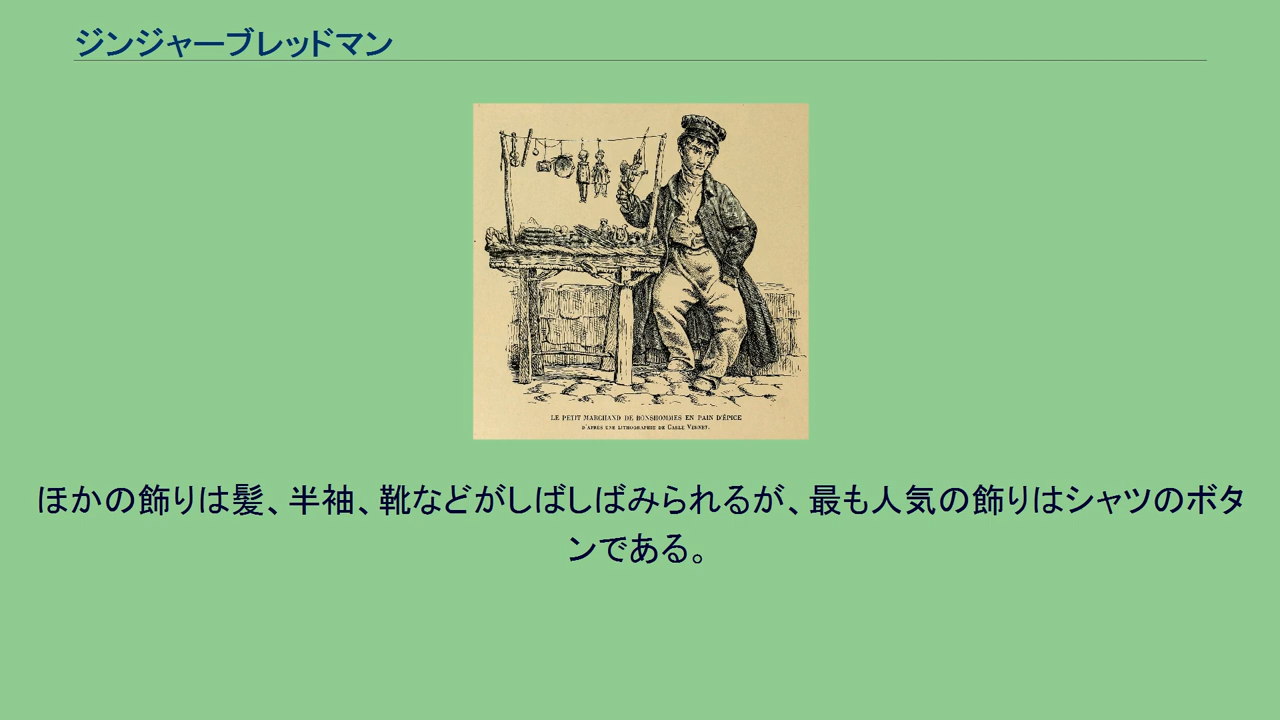 ジンジャーブレッドマン
LE PETIT MARCHAND DE BONSHOMMES EN PAIN D'ÉPICE
D'APRÈS UNE LITHOGRAPHIE DE CARLE VERNET.
ほかの飾りは髪、半袖、靴などがしばしばみられるが、最も人気の飾りはシャツのボタ
ンである。